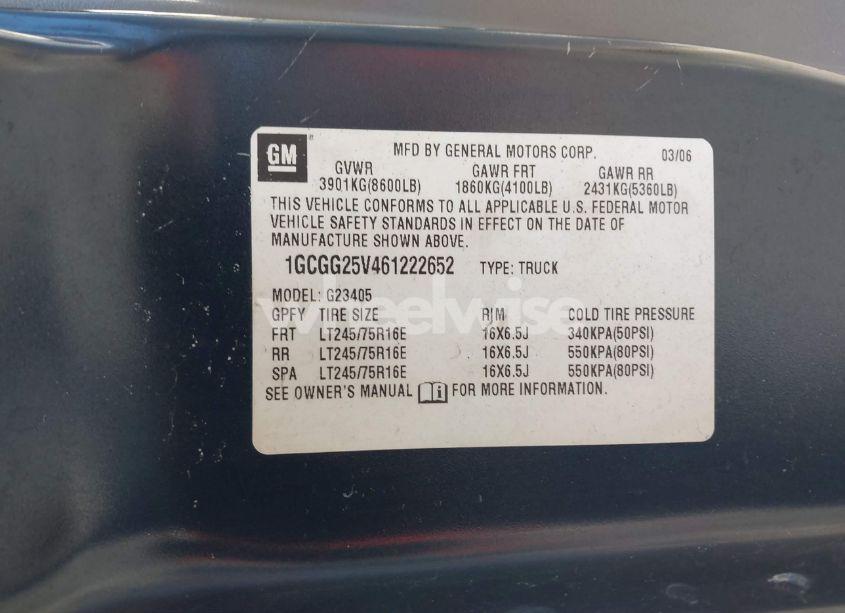 GM
MFD BY GENERAL MOTORS CORP. 03/06
GVWR GAWR FRT GAWR RR
3901KG(8600LB) 1860KG(4100LB) 2431KG(5360LB)
THIS VEHICLE CONFORMS TO ALL APPLICABLE U.S. FEDERAL MOTOR
VEHICLE SAFETY STANDARDS IN EFFECT ON THE DATE OF
MANUFACTURE SHOWN ABOVE.
1GCGG25V461222652 TYPE: TRUCK
MODEL: G23405
wheelwise
GPFY TIRE SIZE RIM COLD TIRE PRESSURE
FRT LT245/75R16E 16X6.5J 340KPA(50PSI)
RR LT245/75R16E 16X6.5J 550KPA(80PSI)
SPA LT245/75R16E 16X6.5J 550KPA(80PSI)
SEE OWNER'S MANUAL i FOR MORE INFORMATION.